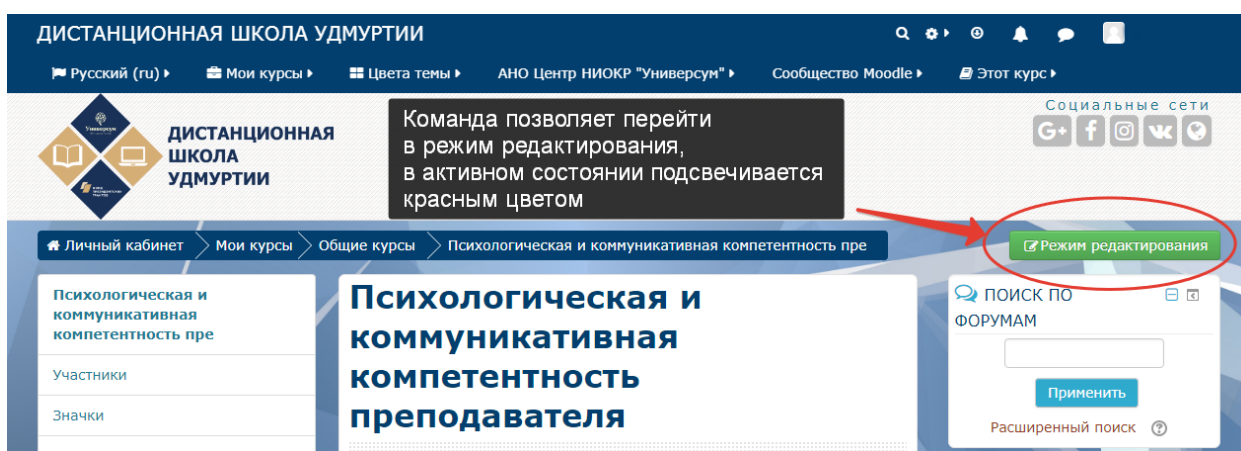 ДИСТАНЦИОННАЯ ШКОЛА УДМУРТИИ
Русский (ru)
Мои курсы
Цвета темы
АНО Центр НИОКР "Универсум"
Сообщество Moodle
Этот курс
Универсум
ДИСТАНЦИОННАЯ
ШКОЛА
УДМУРТИИ
Команда позволяет перейти
в режим редактирования,
в активном состоянии подсвечивается
красным цветом
Социальные сети
Личный кабинет
Мои курсы
Общие курсы
Психологическая и коммуникативная компетентность пре
Режим редактирования
Психологическая и
коммуникативная
компетентность пре
Участники
Значки
Психологическая и
коммуникативная
компетентность
преподавателя
ПОИСК ПО
ФОРУМАМ
Применить
Расширенный поиск